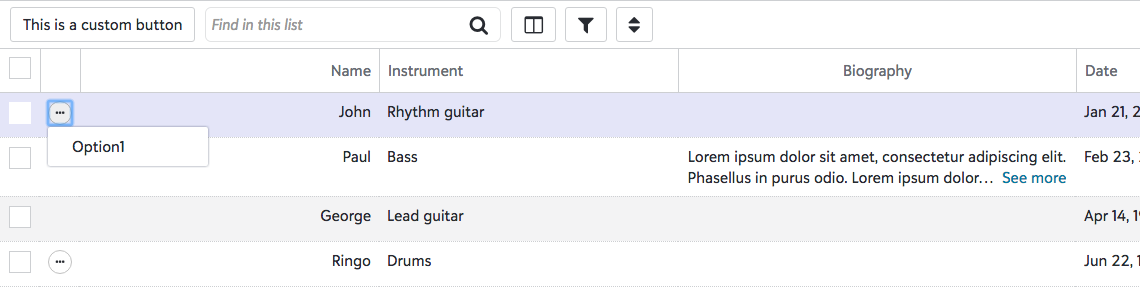 This is a custom button Find in this list
Name Instrument Biography Date
John Rhythm guitar Jan 21, 2
Option1
Paul Bass Lorem ipsum dolor sit amet, consectetur adipiscing elit. Feb 23,
Phasellus in purus odio. Lorem ipsum dolor… See more
George Lead guitar Apr 14, 19
Ringo Drums Jun 22, 1